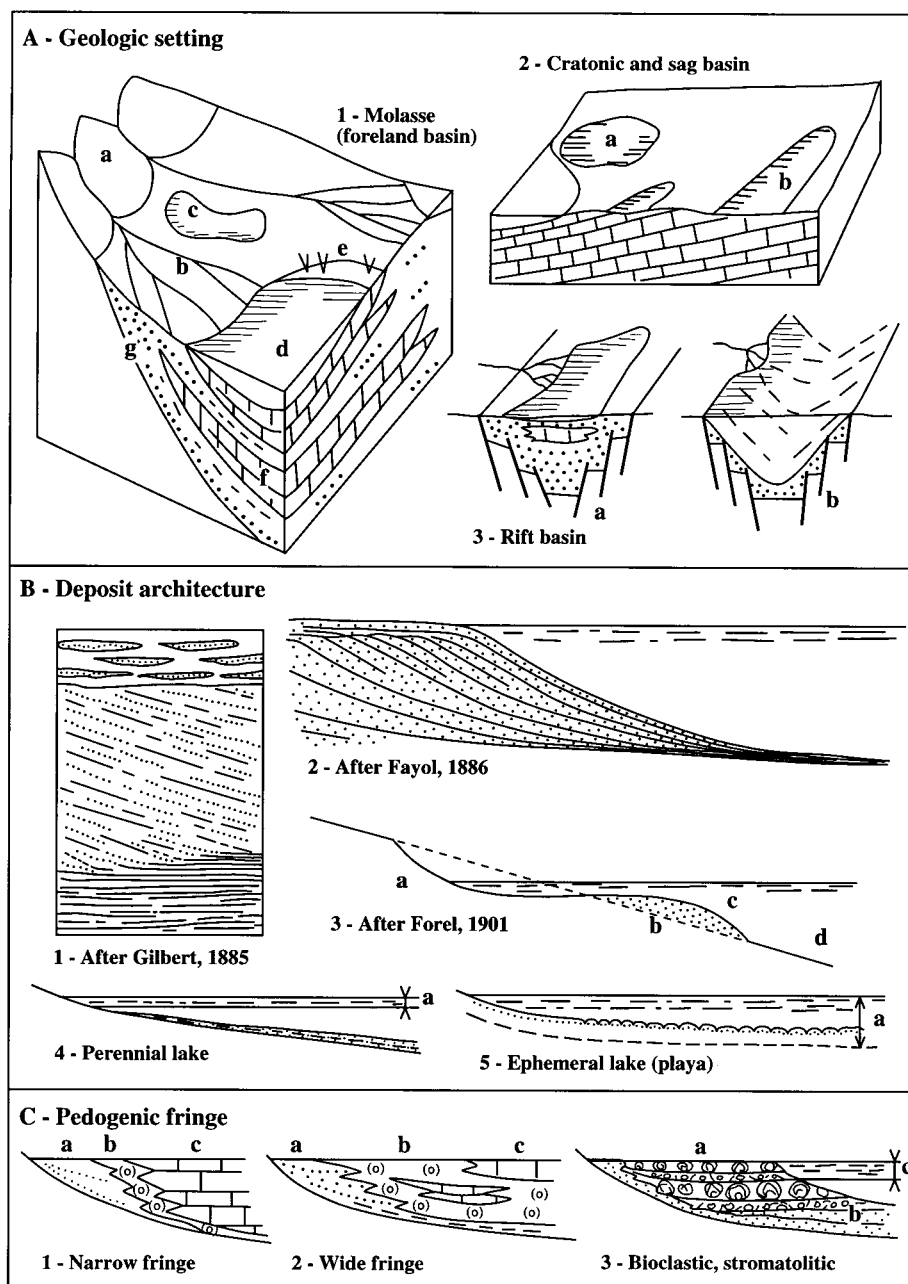 A - Geologic setting
2 - Cratonic and sag basin
1 - Molasse
(foreland basin)
a
a
b
c
e
b
d
g
f
a
b
3 - Rift basin
B - Deposit architecture
2 - After Fayol, 1886
a
c
b
d
3 - After Forel, 1901
1 - After Gilbert, 1885
a
a
4 - Perennial lake
5 - Ephemeral lake (playa)
C - Pedogenic fringe
a b c
a b c
a
c
b
1 - Narrow fringe
2 - Wide fringe
3 - Bioclastic, stromatolitic